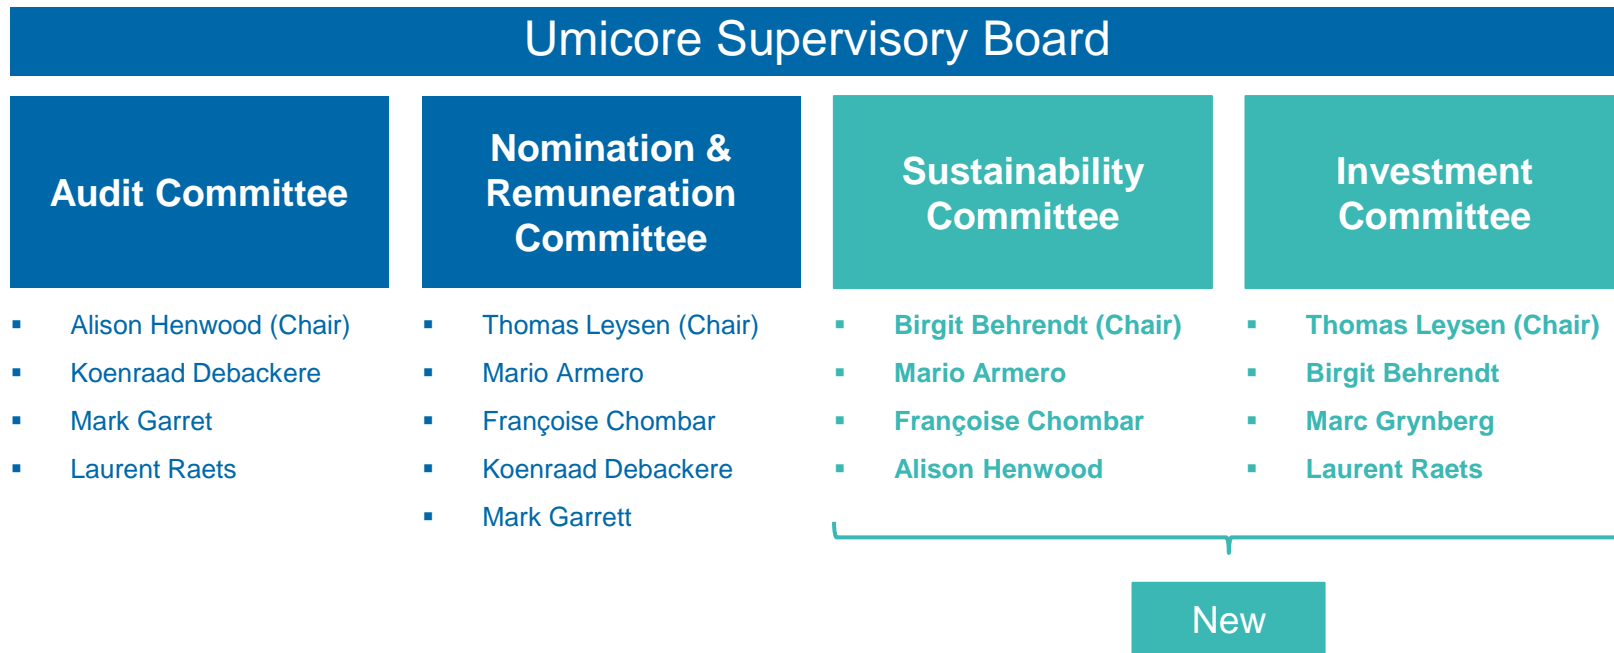 Umicore Supervisory Board
Audit Committee
Nomination &
Remuneration
Committee
Sustainability
Committee
Investment
Committee
▪ Alison Henwood (Chair)
▪ Koenraad Debackere
▪ Mark Garret
▪ Laurent Raets
▪ Thomas Leysen (Chair)
▪ Mario Armero
▪ Françoise Chombar
▪ Koenraad Debackere
▪ Mark Garrett
▪ Birgit Behrendt (Chair)
▪ Mario Armero
▪ Françoise Chombar
▪ Alison Henwood
▪ Thomas Leysen (Chair)
▪ Birgit Behrendt
▪ Marc Grynberg
▪ Laurent Raets
New